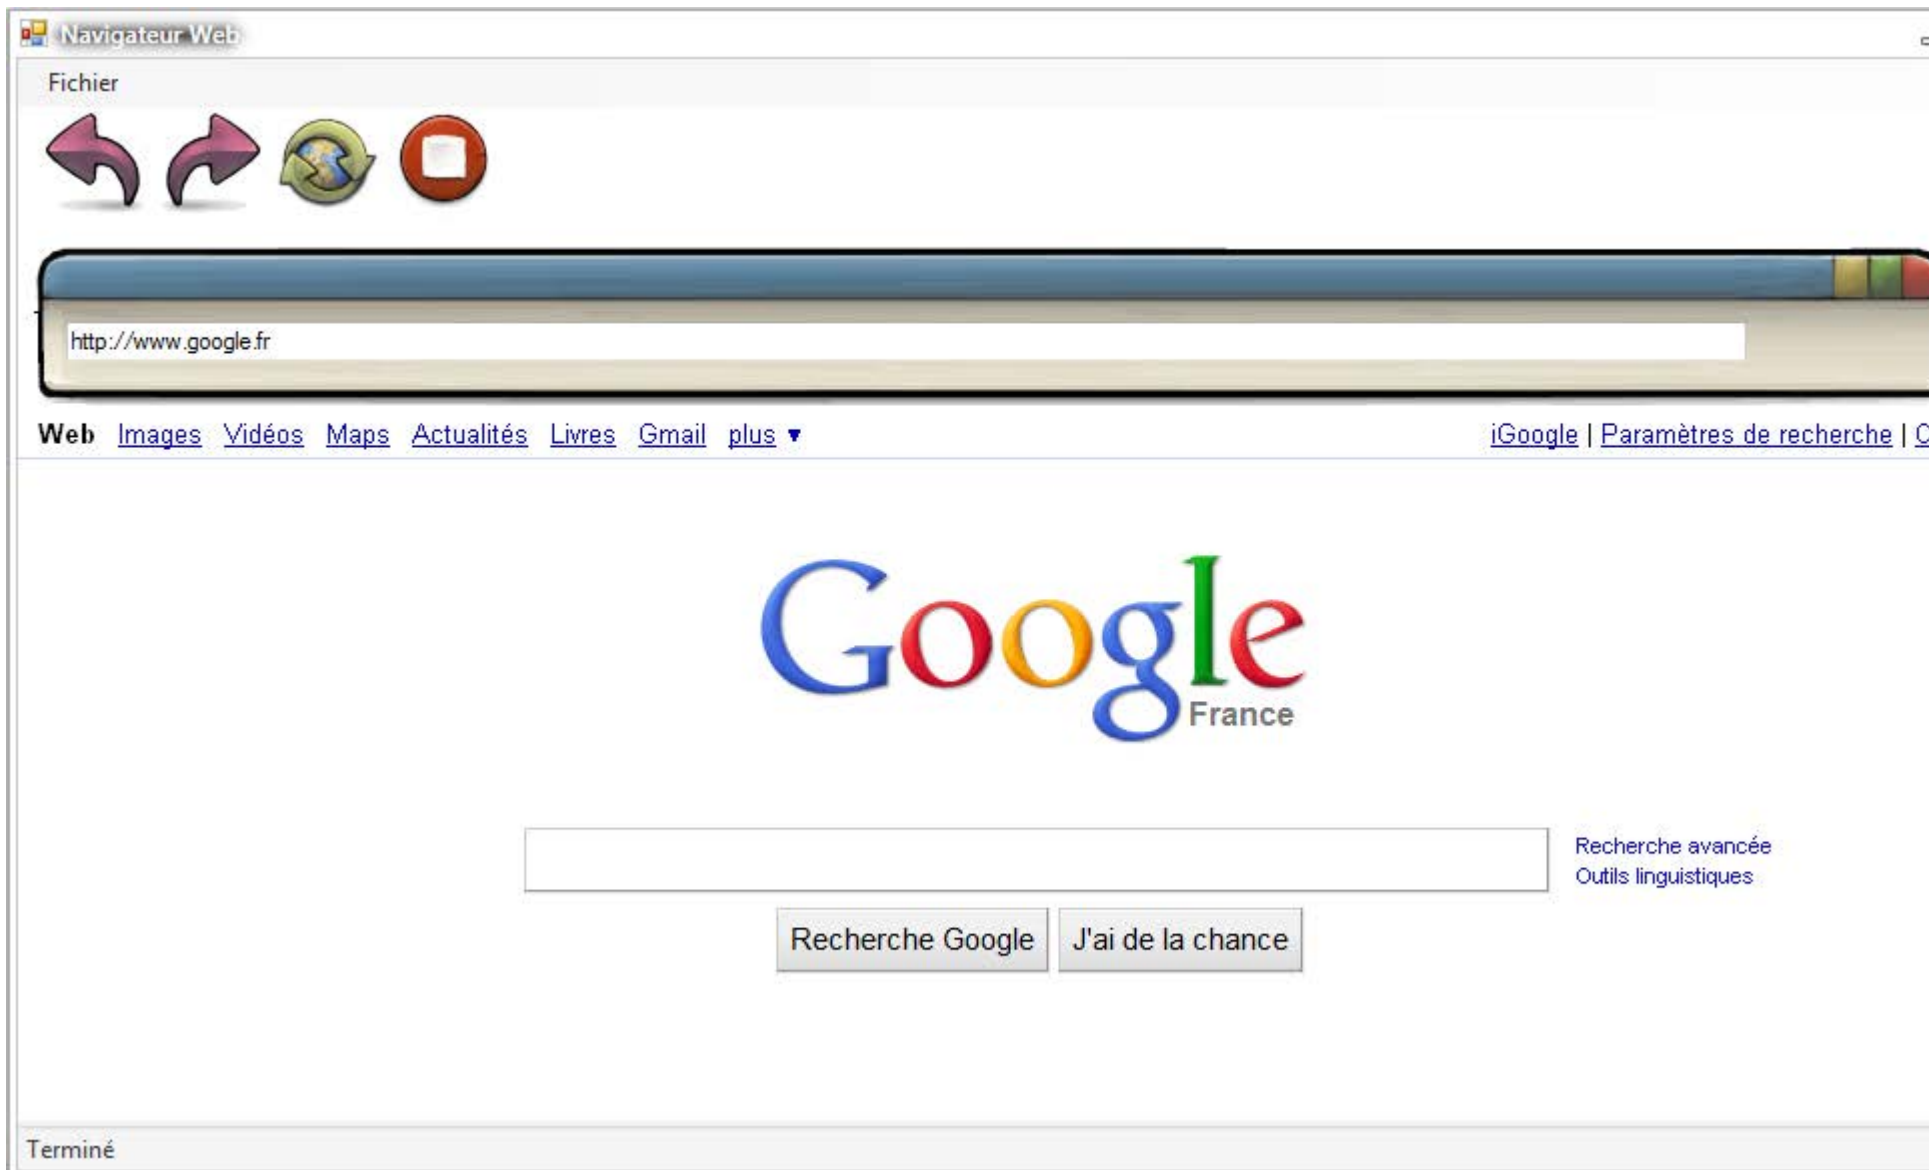 Navigateur Web
Fichier
http://www.google.fr
Web Images Vidéos Maps Actualités Livres Gmail plus ▼ iGoogle | Paramètres de recherche |
Google
France
Recherche avancée
Outils linguistiques
Recherche Google J'ai de la chance
Terminé